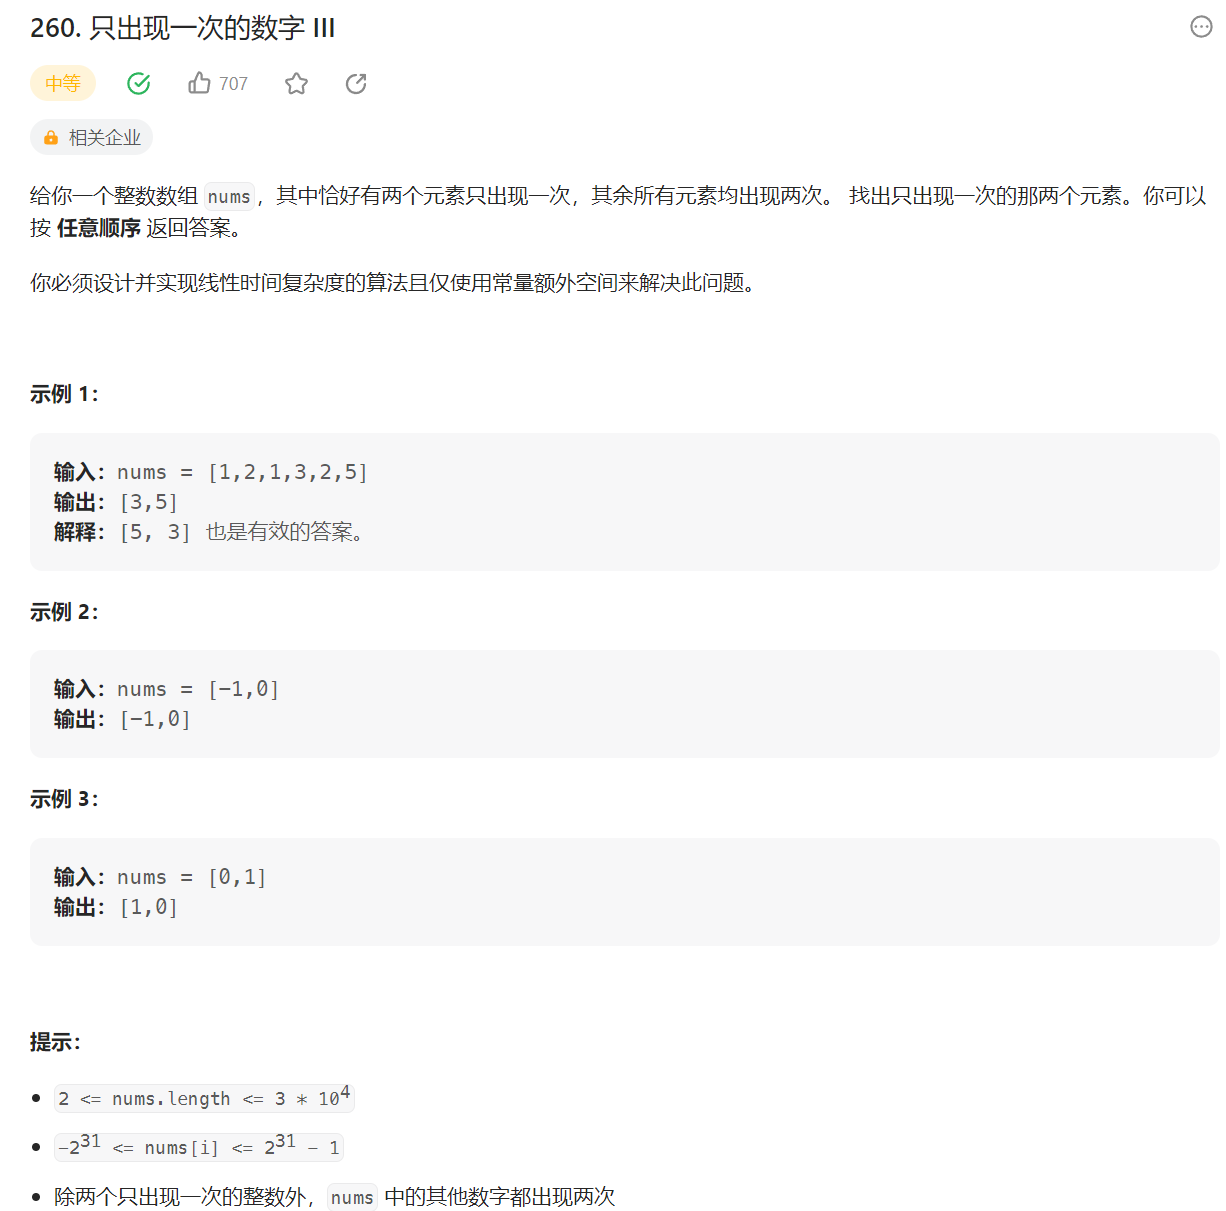 260. 只出现一次的数字 III
中等 707
相关企业
给你一个整数数组 nums，其中恰好有两个元素只出现一次，其余所有元素均出现两次。 找出只出现一次的那两个元素。你可以
按 任意顺序 返回答案。
你必须设计并实现线性时间复杂度的算法且仅使用常量额外空间来解决此问题。
示例 1：
输入：nums = [1,2,1,3,2,5]
输出：[3,5]
解释：[5, 3] 也是有效的答案。
示例 2：
输入：nums = [-1,0]
输出：[-1,0]
示例 3：
输入：nums = [0,1]
输出：[1,0]
提示：
• 2 <= nums.length <= 3 * 10⁴
• -2³¹ <= nums[i] <= 2³¹ - 1
• 除两个只出现一次的整数外，nums 中的其他数字都出现两次